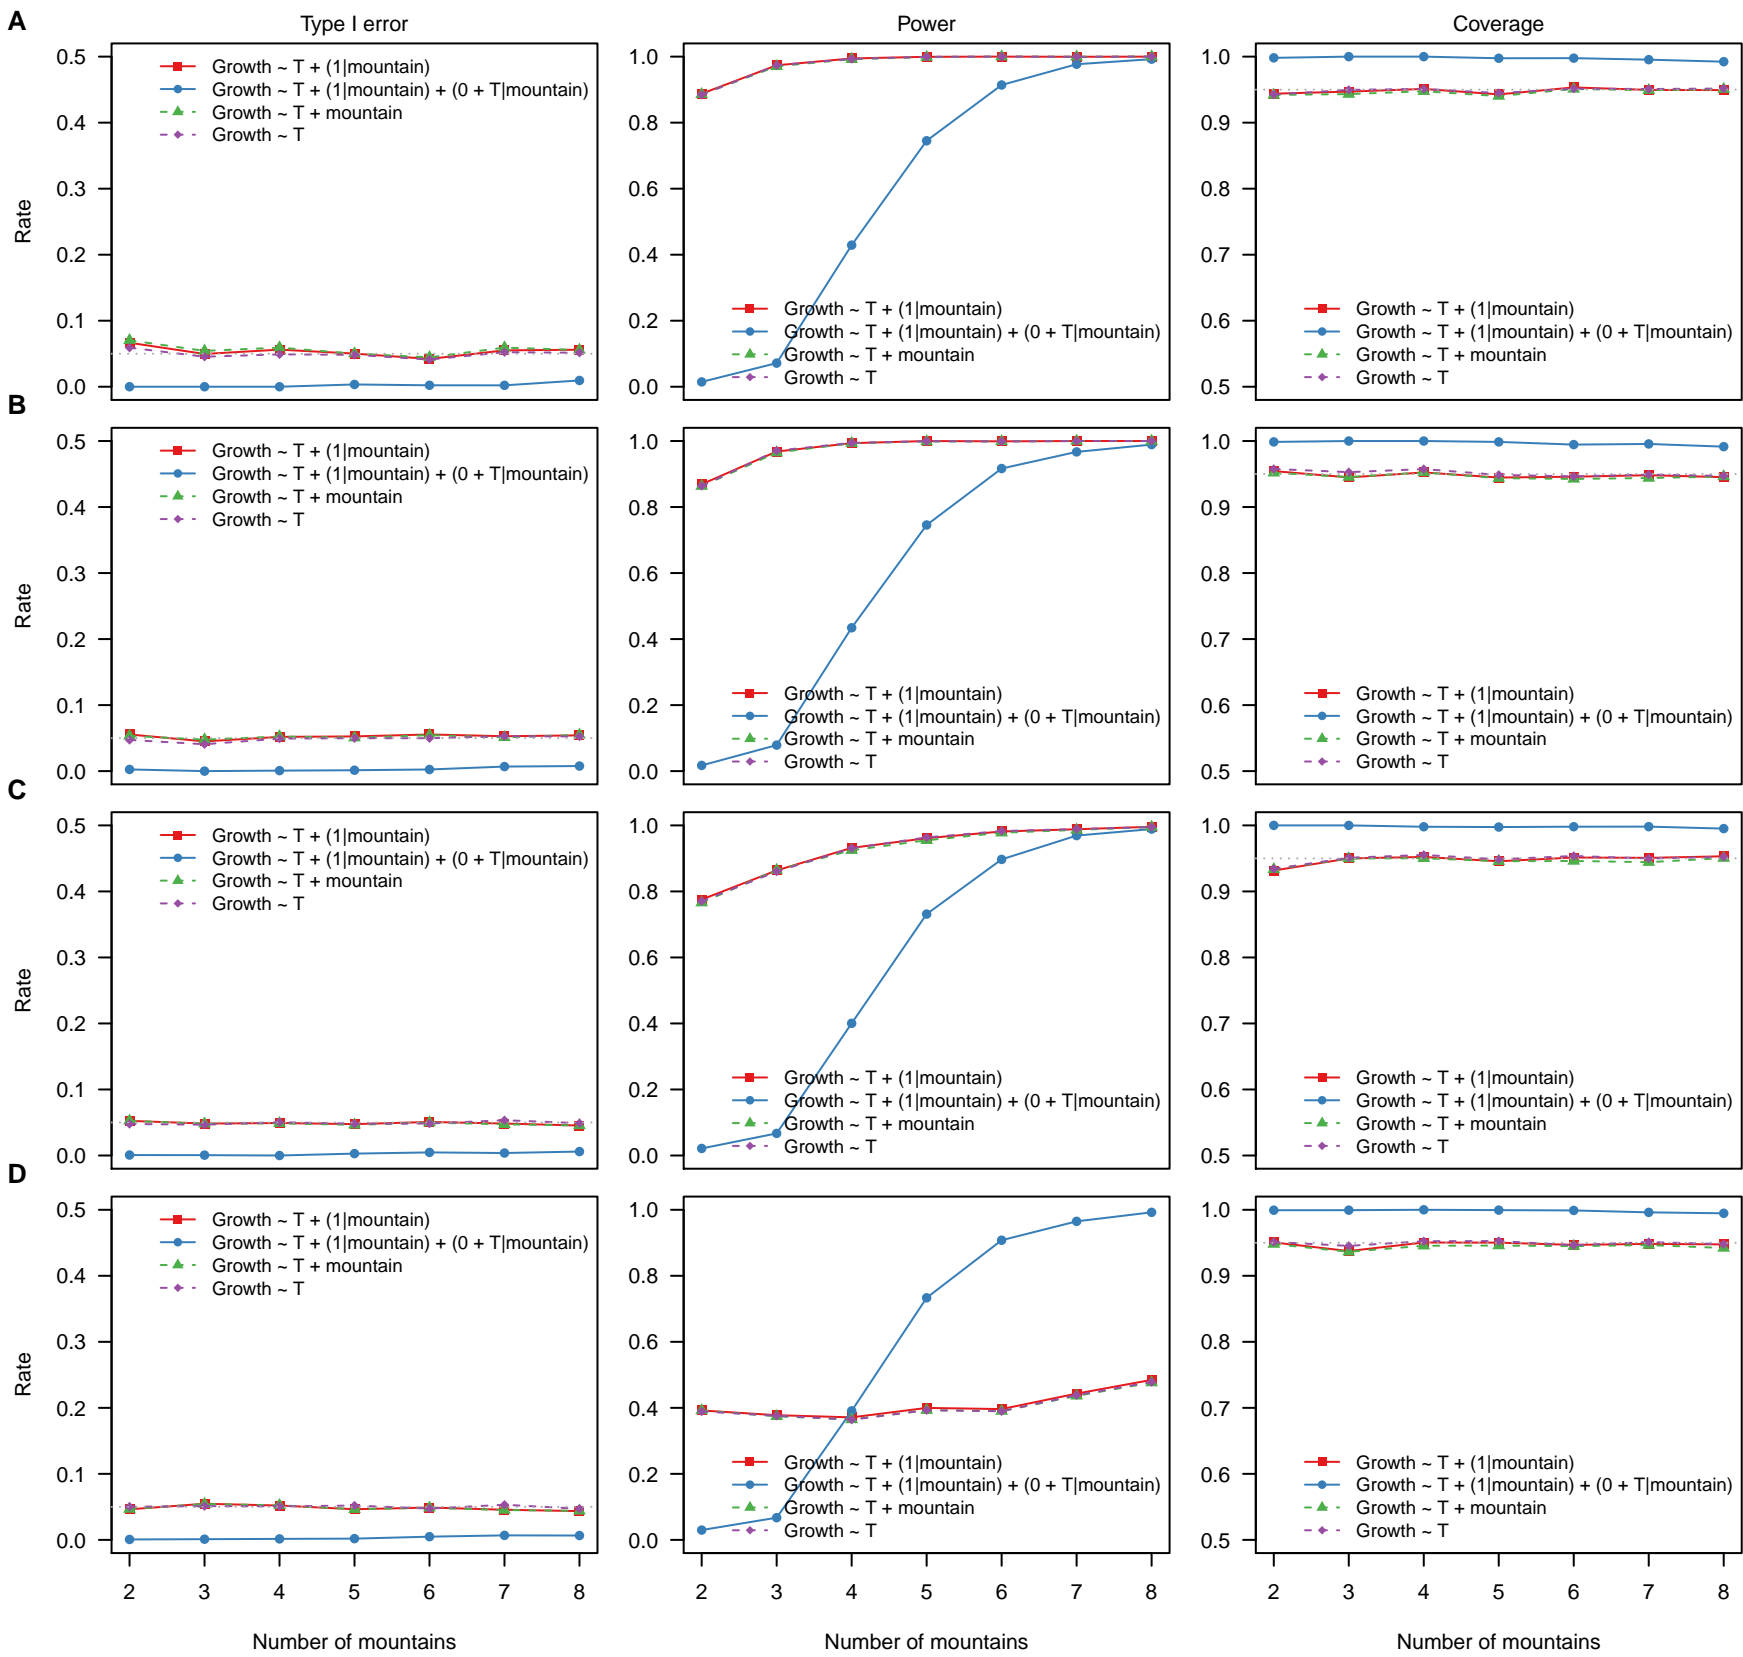 A
Type I error
Power
Coverage
Rate
0.5
0.4
0.3
0.2
0.1
0.0
Growth ~ T + (1|mountain)
Growth ~ T + (1|mountain) + (0 + T|mountain)
Growth ~ T + mountain
Growth ~ T
1.0
0.8
0.6
0.4
0.2
0.0
Growth ~ T + (1|mountain)
Growth ~ T + (1|mountain) + (0 + T|mountain)
Growth ~ T + mountain
Growth ~ T
1.0
0.9
0.8
0.7
0.6
0.5
Growth ~ T + (1|mountain)
Growth ~ T + (1|mountain) + (0 + T|mountain)
Growth ~ T + mountain
Growth ~ T
B
Rate
0.5
0.4
0.3
0.2
0.1
0.0
Growth ~ T + (1|mountain)
Growth ~ T + (1|mountain) + (0 + T|mountain)
Growth ~ T + mountain
Growth ~ T
1.0
0.8
0.6
0.4
0.2
0.0
Growth ~ T + (1|mountain)
Growth ~ T + (1|mountain) + (0 + T|mountain)
Growth ~ T + mountain
Growth ~ T
1.0
0.9
0.8
0.7
0.6
0.5
Growth ~ T + (1|mountain)
Growth ~ T + (1|mountain) + (0 + T|mountain)
Growth ~ T + mountain
Growth ~ T
C
Rate
0.5
0.4
0.3
0.2
0.1
0.0
Growth ~ T + (1|mountain)
Growth ~ T + (1|mountain) + (0 + T|mountain)
Growth ~ T + mountain
Growth ~ T
1.0
0.8
0.6
0.4
0.2
0.0
Growth ~ T + (1|mountain)
Growth ~ T + (1|mountain) + (0 + T|mountain)
Growth ~ T + mountain
Growth ~ T
1.0
0.9
0.8
0.7
0.6
0.5
Growth ~ T + (1|mountain)
Growth ~ T + (1|mountain) + (0 + T|mountain)
Growth ~ T + mountain
Growth ~ T
D
Rate
0.5
0.4
0.3
0.2
0.1
0.0
Growth ~ T + (1|mountain)
Growth ~ T + (1|mountain) + (0 + T|mountain)
Growth ~ T + mountain
Growth ~ T
2 3 4 5 6 7 8
Number of mountains
1.0
0.8
0.6
0.4
0.2
0.0
Growth ~ T + (1|mountain)
Growth ~ T + (1|mountain) + (0 + T|mountain)
Growth ~ T + mountain
Growth ~ T
2 3 4 5 6 7 8
Number of mountains
1.0
0.9
0.8
0.7
0.6
0.5
Growth ~ T + (1|mountain)
Growth ~ T + (1|mountain) + (0 + T|mountain)
Growth ~ T + mountain
Growth ~ T
2 3 4 5 6 7 8
Number of mountains